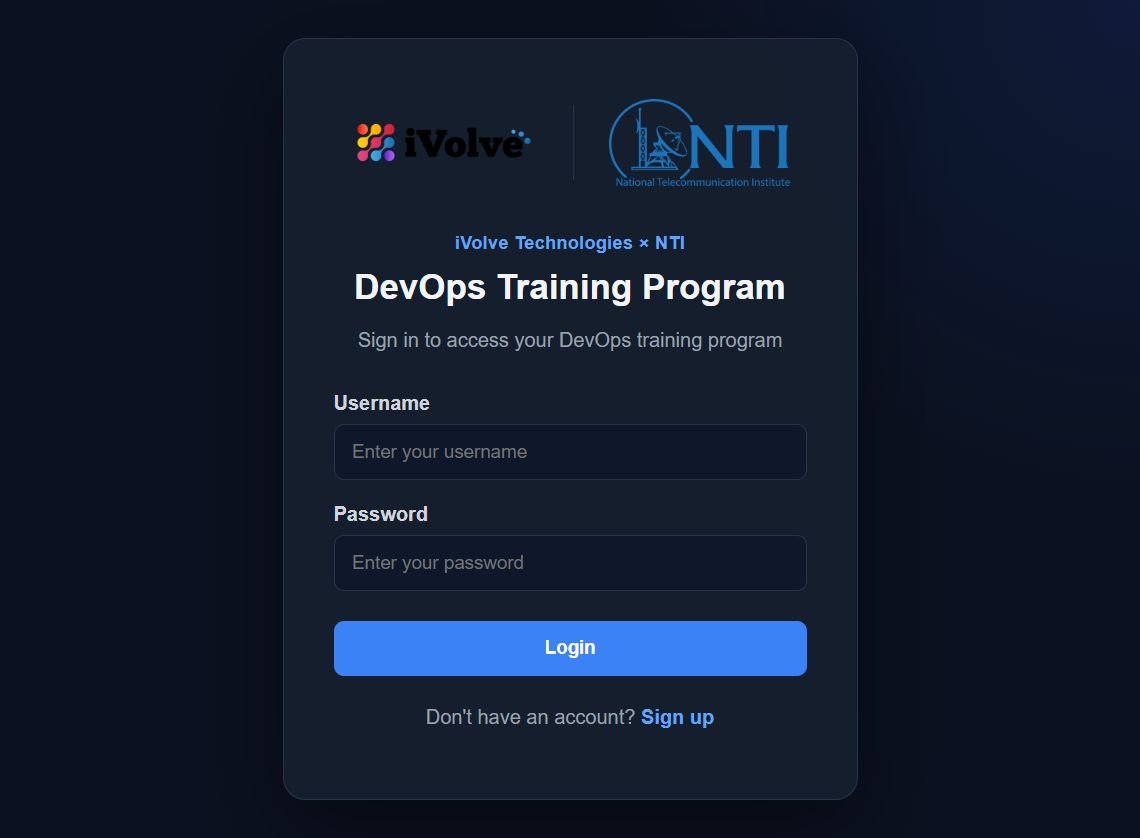 iVolve
NTI
National Telecommunication Institute
iVolve Technologies × NTI
DevOps Training Program
Sign in to access your DevOps training program
Username
Enter your username
Password
Enter your password
Login
Don't have an account? Sign up